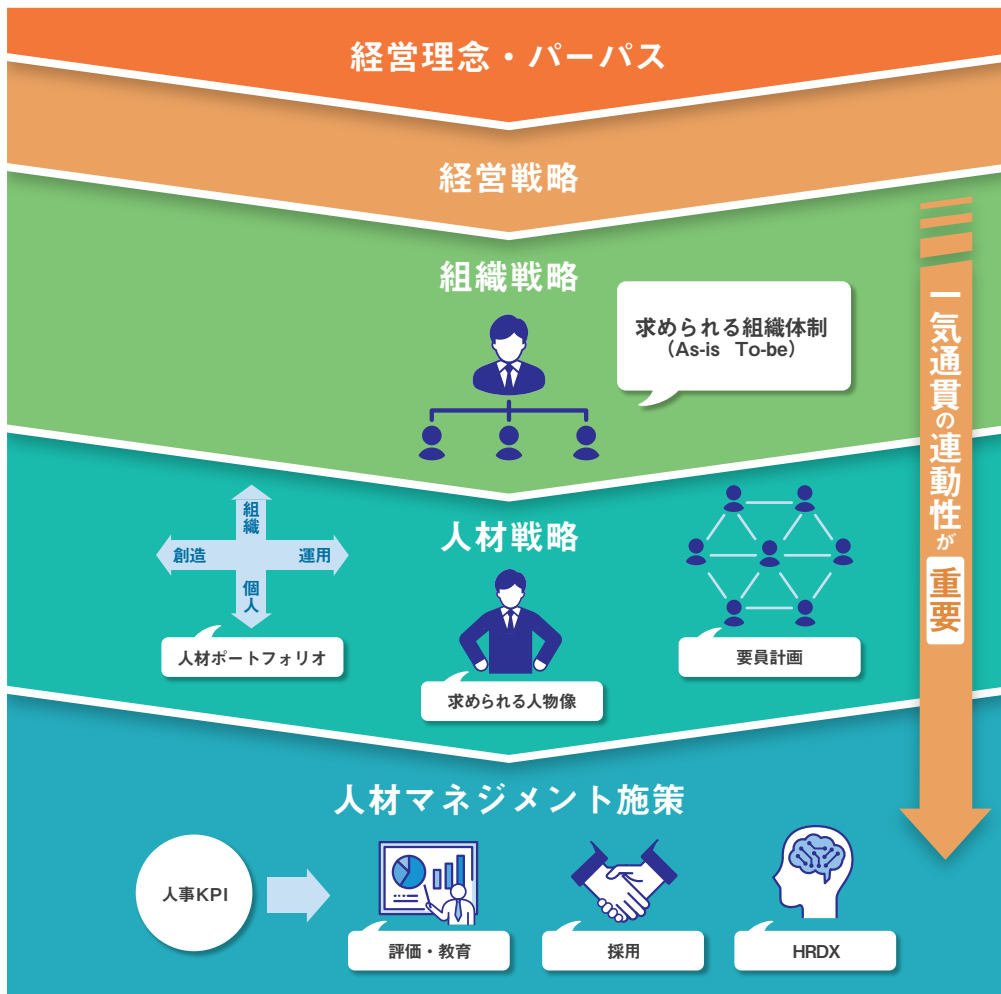 経営理念・パーパス
経営戦略
組織戦略
求められる組織体制
（As-is　To-be）
一気通貫の連動性が
重要
人材戦略
組織
創造
運用
個人
人材ポートフォリオ
求められる人物像
要員計画
人材マネジメント施策
人事KPI
評価・教育
採用
HRDX